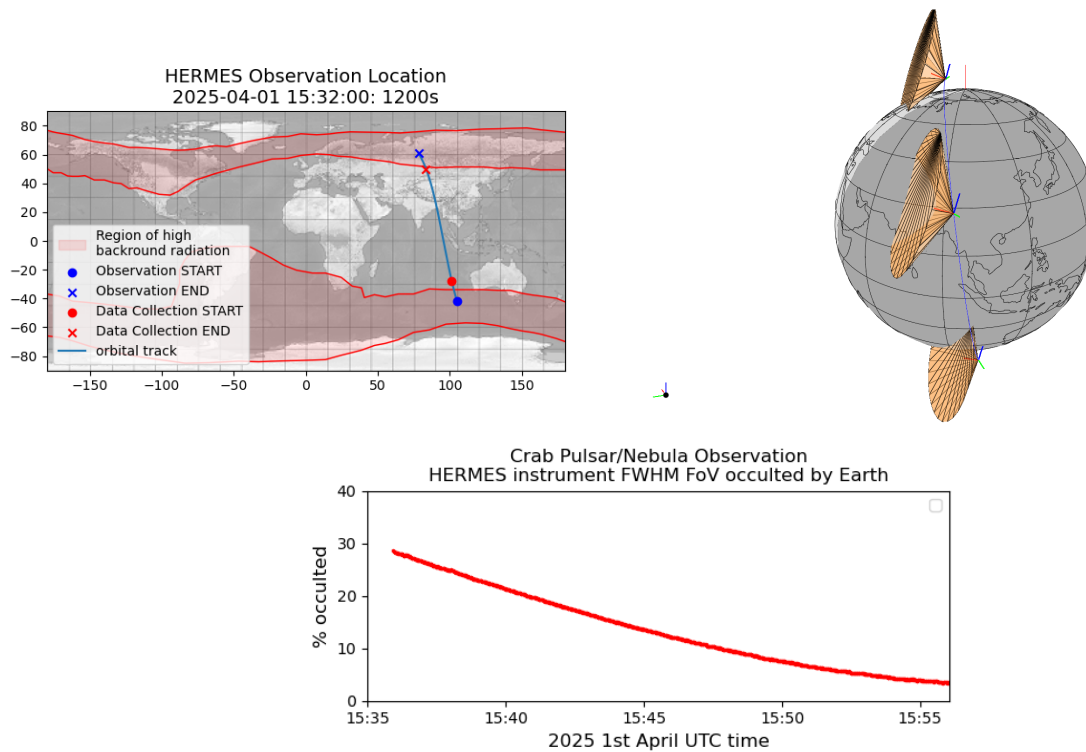 HERMES Observation Location
2025-04-01 15:32:00: 1200s
80
60
40
20
0
−20
−40
−60
−80
Region of high
backround radiation
Observation START
Observation END
Data Collection START
Data Collection END
orbital track
−150
−100
−50
0
50
100
150
Crab Pulsar/Nebula Observation
HERMES instrument FWHM FoV occulted by Earth
% occulted
40
30
20
10
0
15:35
15:40
15:45
15:50
15:55
2025 1st April UTC time